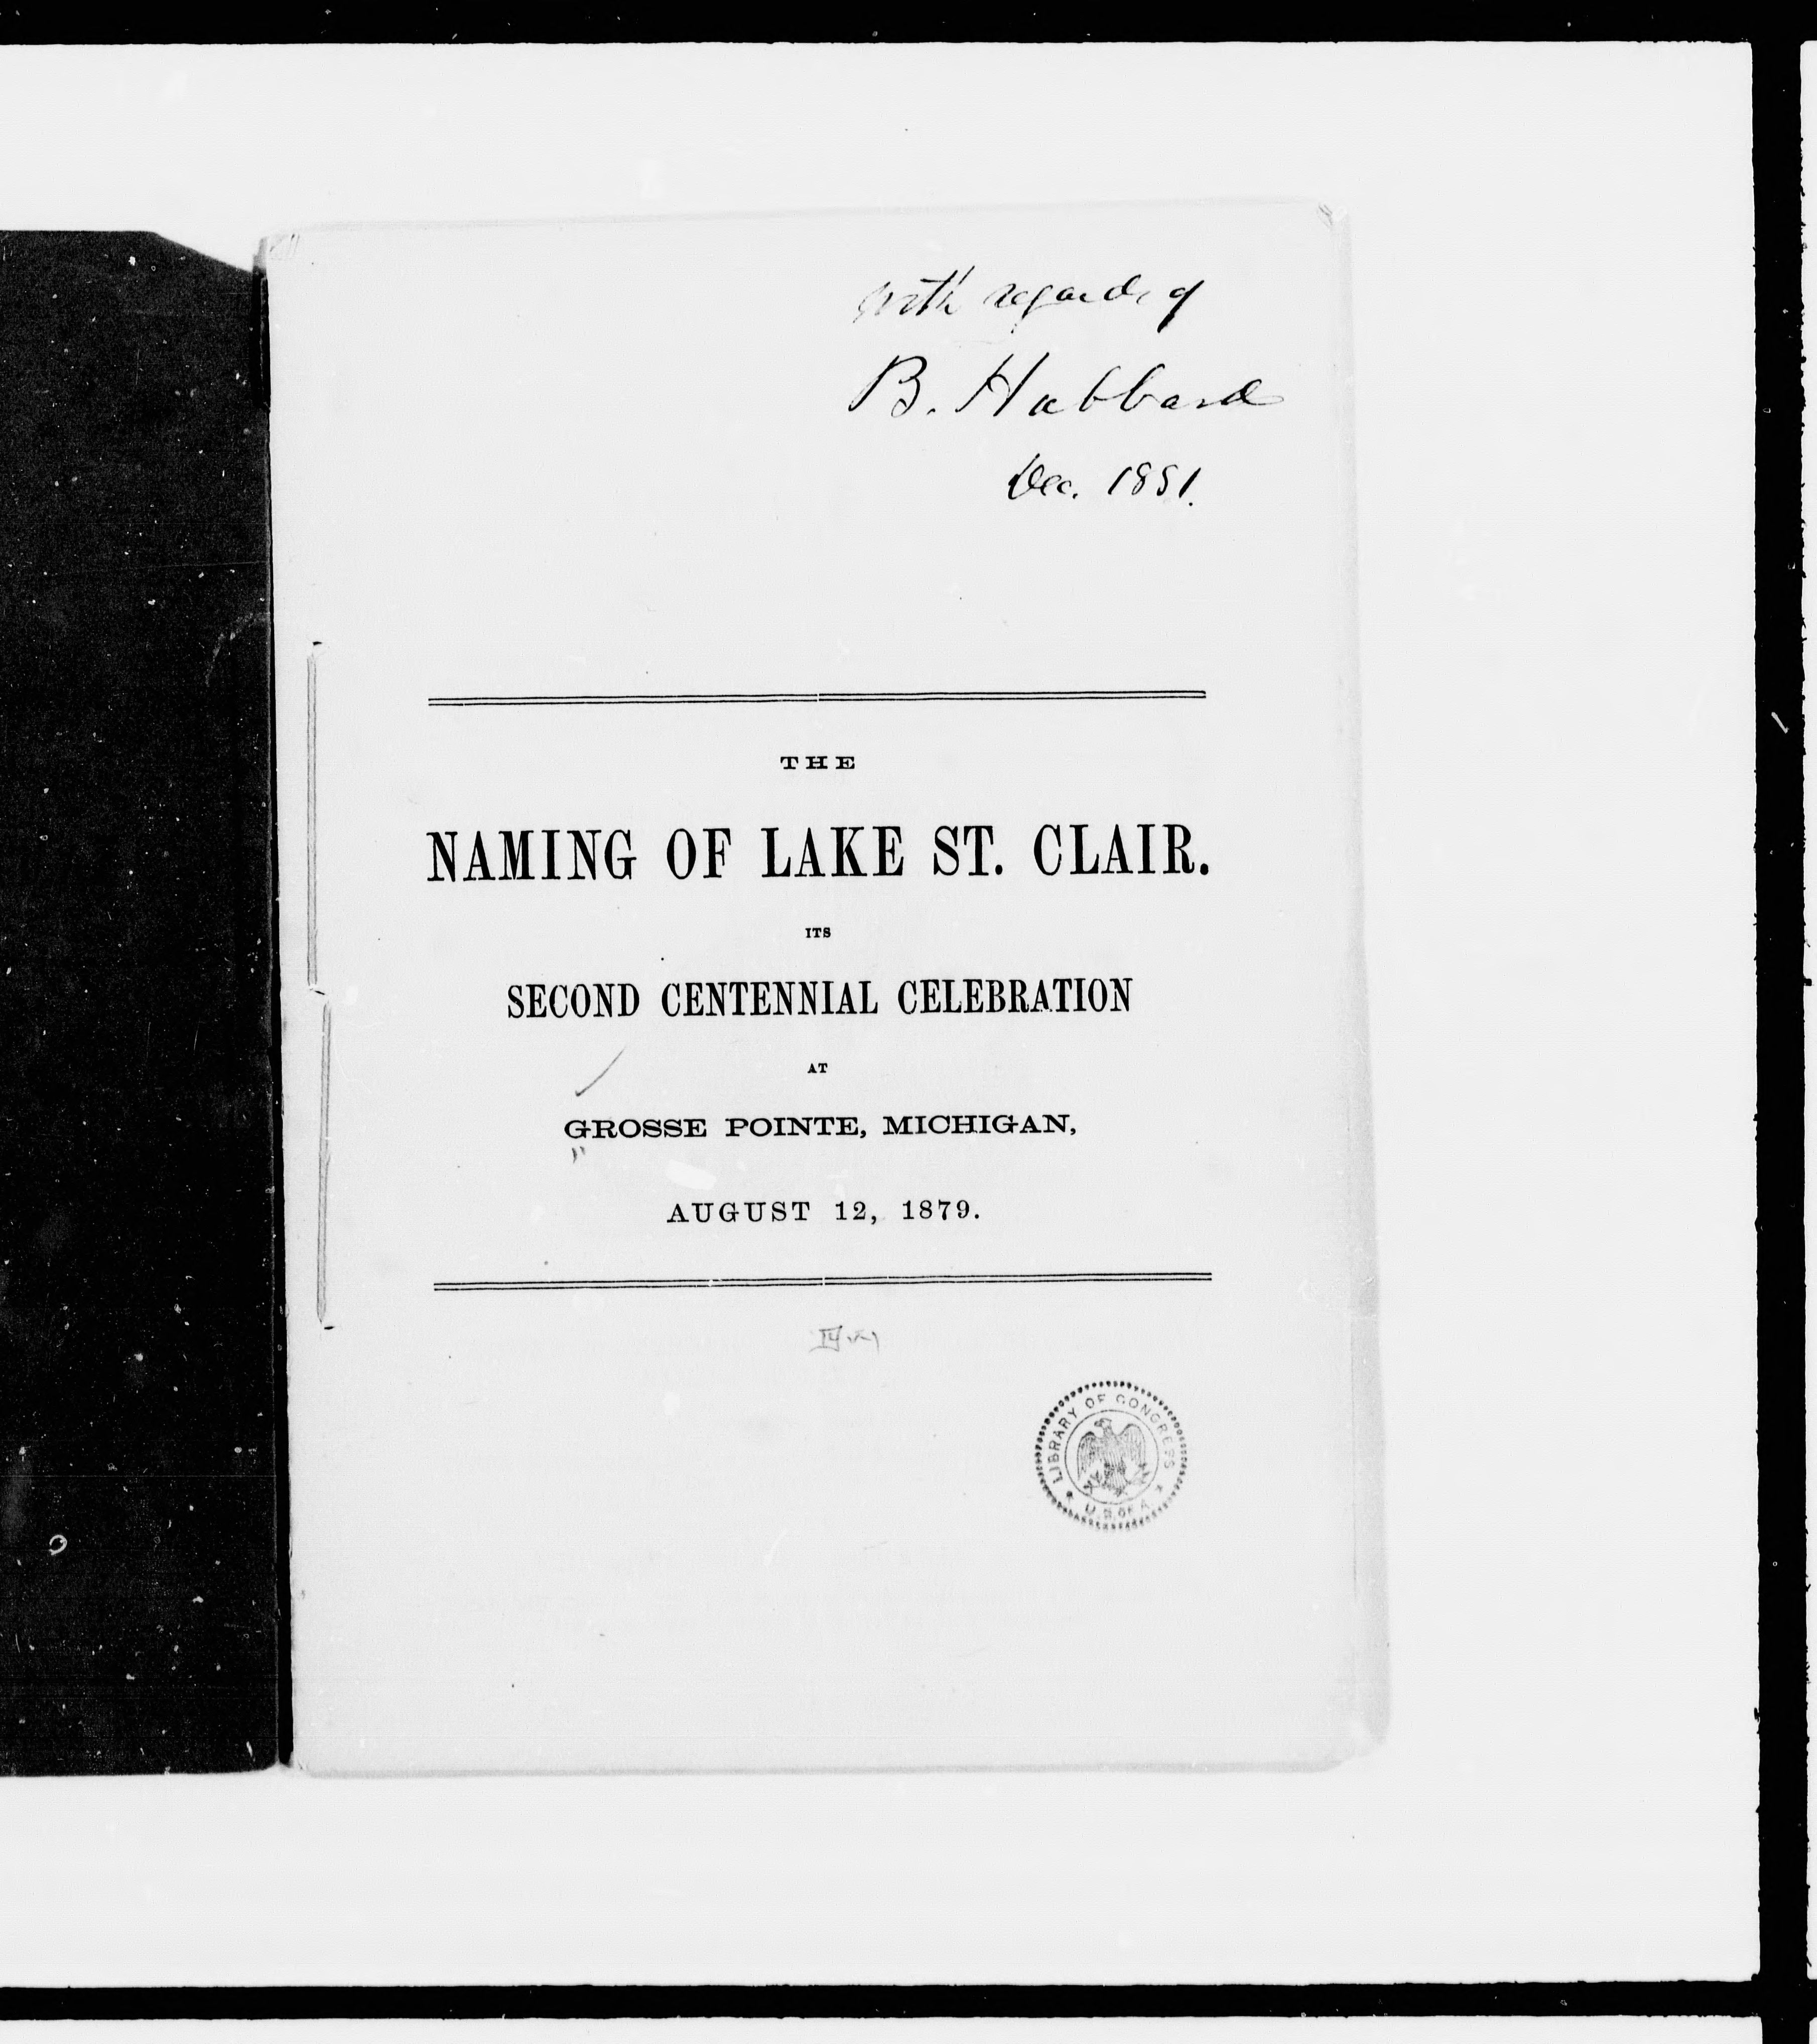 with regards of
B. Hubbard
Dec. 1881.
THE
NAMING OF LAKE ST. CLAIR.
ITS
SECOND CENTENNIAL CELEBRATION
AT
GROSSE POINTE, MICHIGAN,
AUGUST 12, 1879.
LIBRARY OF CONGRESS
U.S. OF A.